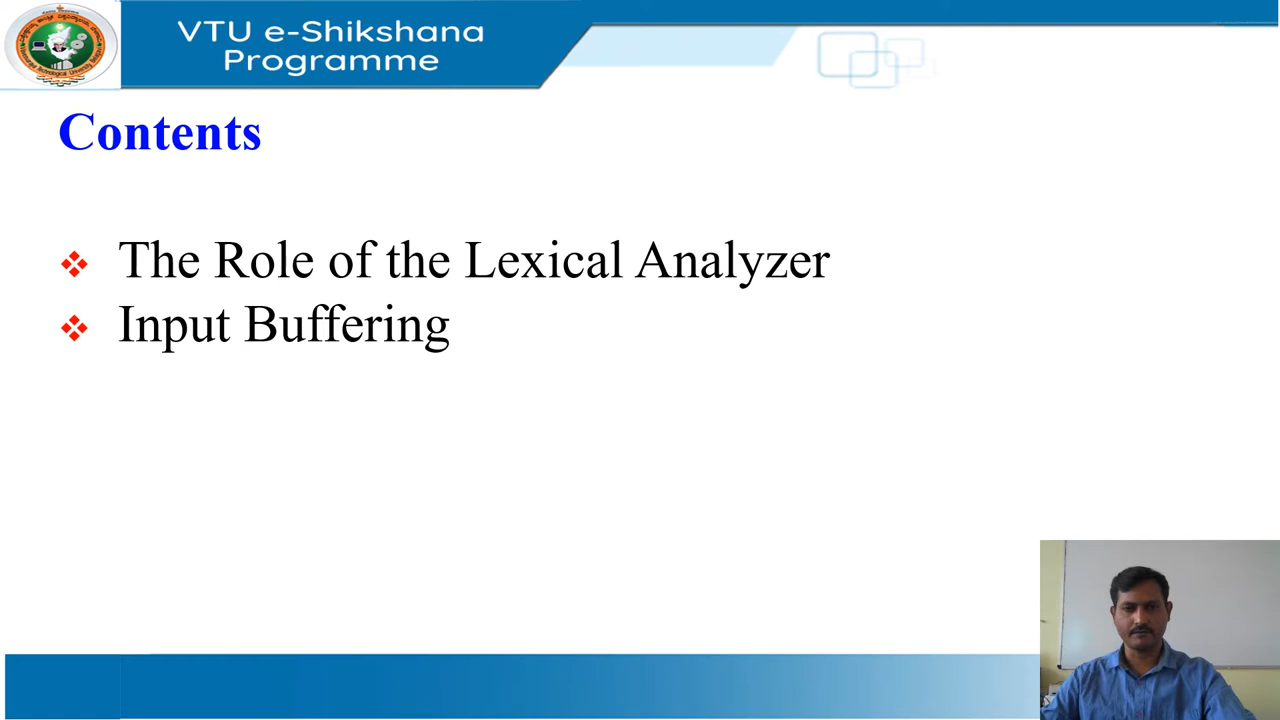 VTU e-Shikshana
Programme
Contents
The Role of the Lexical Analyzer
Input Buffering